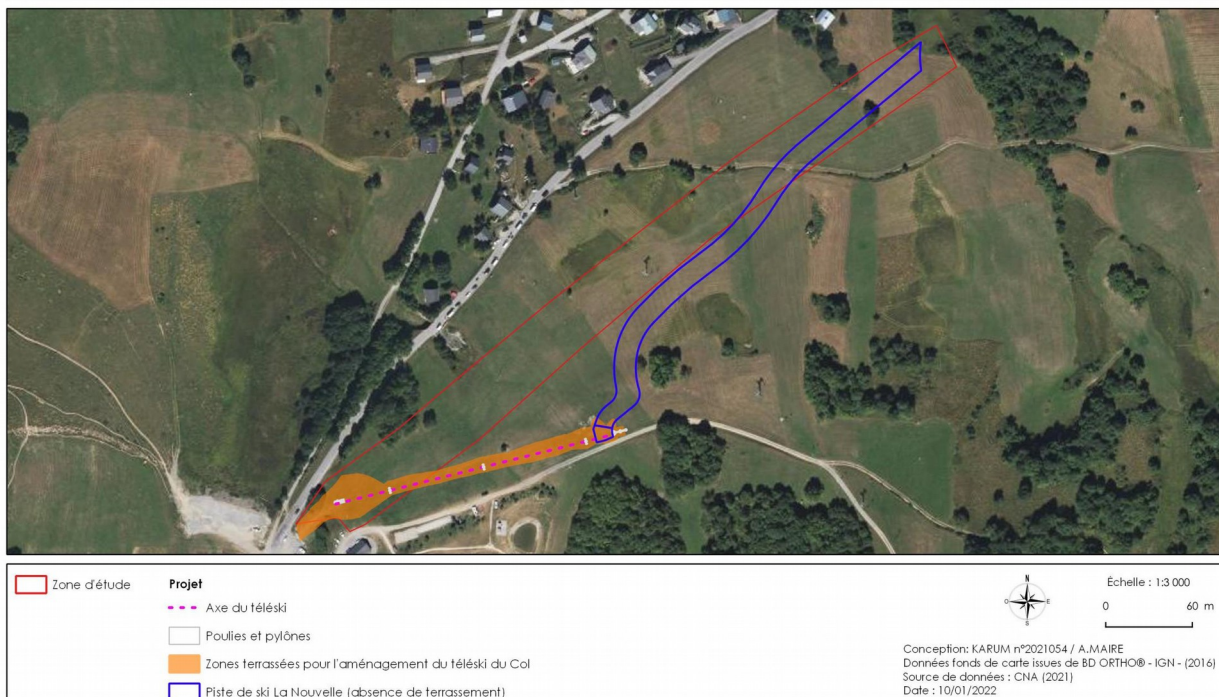 Zone d'étude
Projet
Axe du téléski
Poulies et pylônes
Zones terrassées pour l'aménagement du téléski du Col
Piste de ski La Nouvelle (absence de terrassement)
N
O
E
S
Échelle : 1:3 000
0 60 m
Conception: KARUM n°2021054 / A.MAIRE
Données fonds de carte issues de BD ORTHO® - IGN - (2016)
Source de données : CNA (2021)
Date : 10/01/2022